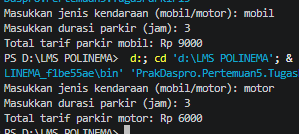 Masukkan jenis kendaraan (mobil/motor): mobil
Masukkan durasi parkir (jam): 3
Total tarif parkir mobil: Rp 9000
PS D:\LMS POLINEMA> d:; cd 'd:\LMS POLINEMA'; &
LINEMA_f1be55ae\bin' 'PrakDaspro.Pertemuan5.Tugas
Masukkan jenis kendaraan (mobil/motor): motor
Masukkan durasi parkir (jam): 3
Total tarif parkir motor: Rp 6000
PS D:\LMS POLINEMA>